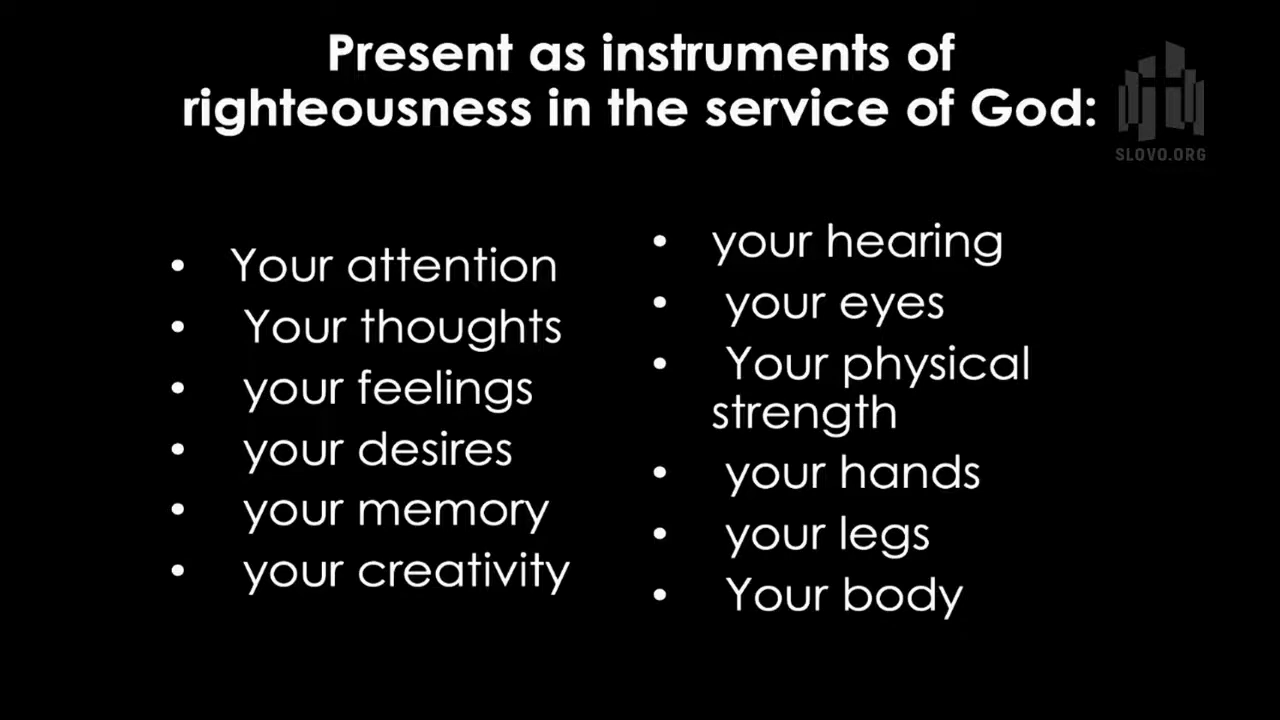 Present as instruments of
righteousness in the service of God:
SLOVO.ORG
• Your attention
• Your thoughts
• your feelings
• your desires
• your memory
• your creativity
• your hearing
• your eyes
• Your physical
strength
• your hands
• your legs
• Your body